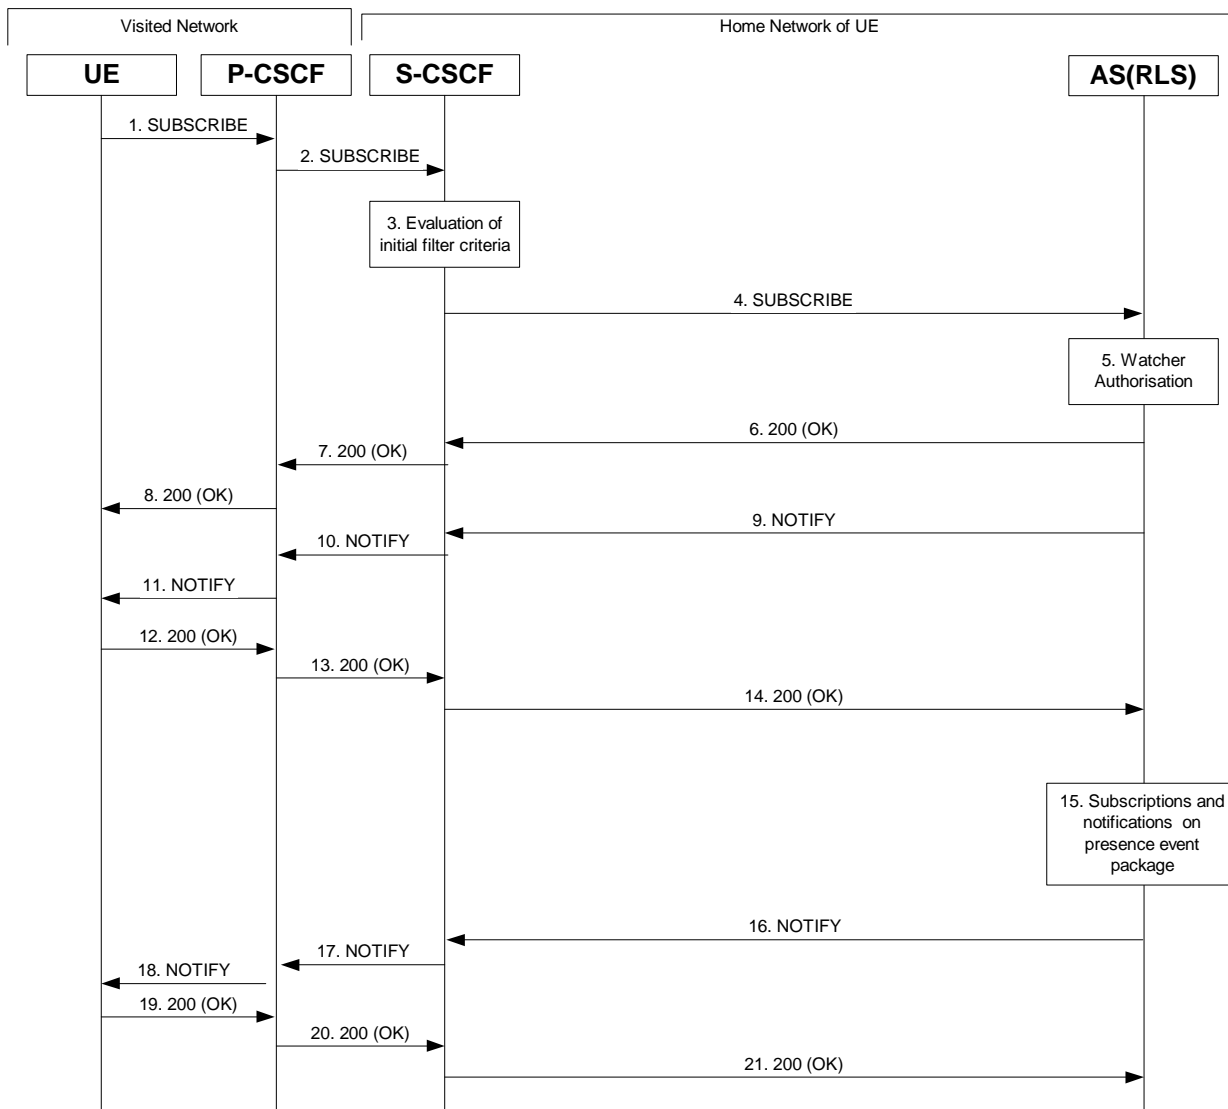 Visited Network
Home Network of UE
UE
P-CSCF
S-CSCF
AS(RLS)
1. SUBSCRIBE
2. SUBSCRIBE
3. Evaluation of
initial filter criteria
4. SUBSCRIBE
5. Watcher
Authorisation
6. 200 (OK)
7. 200 (OK)
8. 200 (OK)
9. NOTIFY
10. NOTIFY
11. NOTIFY
12. 200 (OK)
13. 200 (OK)
14. 200 (OK)
15. Subscriptions and
notifications on
presence event
package
16. NOTIFY
17. NOTIFY
18. NOTIFY
19. 200 (OK)
20. 200 (OK)
21. 200 (OK)